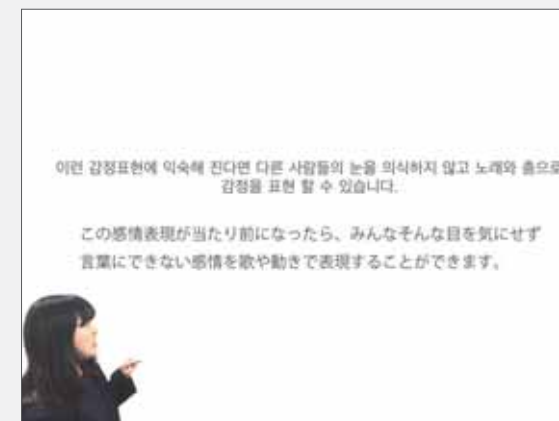 이런 감정표현에 익숙해 진다면 다른 사람들의 눈을 의식하지 않고 노래와 춤으로
감정을 표현 할 수 있습니다.
この感情表現が当たり前になったら、みんなそんな目を気にせず
言葉にできない感情を歌や動きで表現することができます。